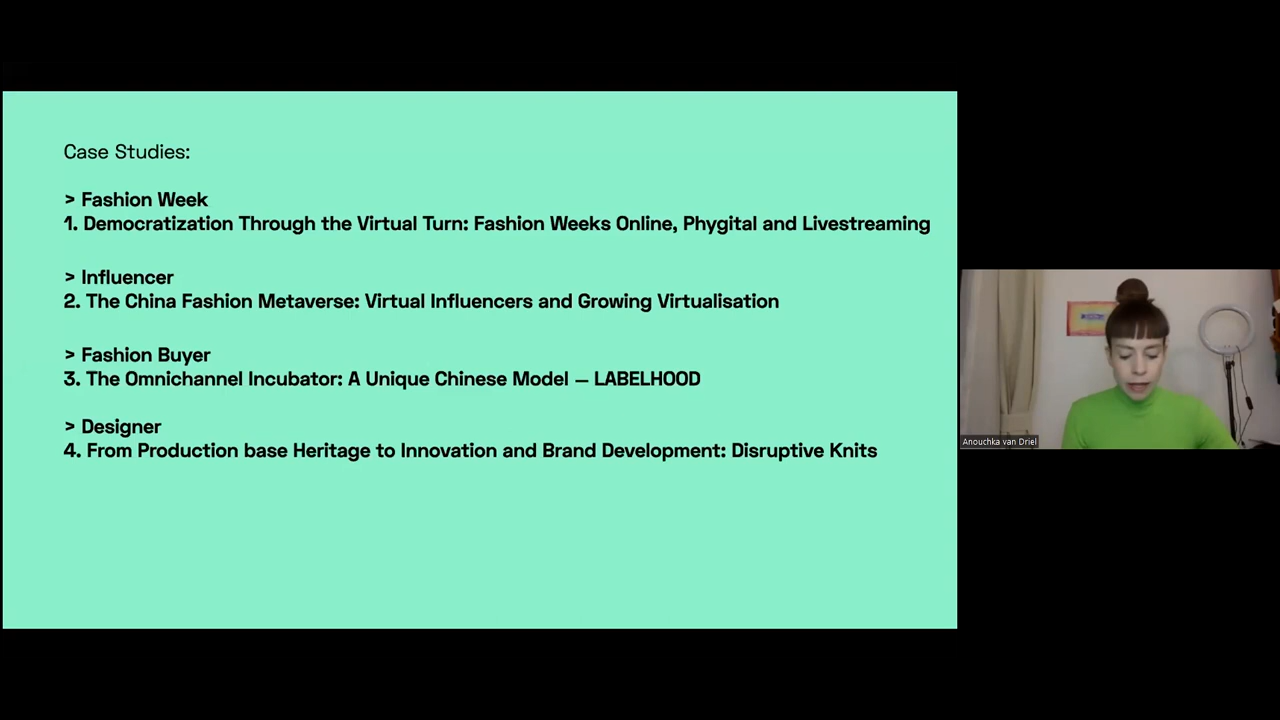 Case Studies:
> Fashion Week
1. Democratization Through the Virtual Turn: Fashion Weeks Online, Phygital and Livestreaming
> Influencer
2. The China Fashion Metaverse: Virtual Influencers and Growing Virtualisation
> Fashion Buyer
3. The Omnichannel Incubator: A Unique Chinese Model – LABELHOOD
> Designer
4. From Production base Heritage to Innovation and Brand Development: Disruptive Knits
Anouchka van Driel